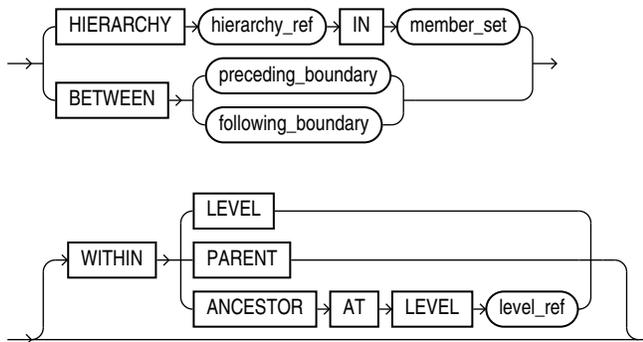 HIERARCHY hierarchy_ref IN member_set
preceding_boundary
BETWEEN
following_boundary
LEVEL
WITHIN PARENT
ANCESTOR AT LEVEL level_ref